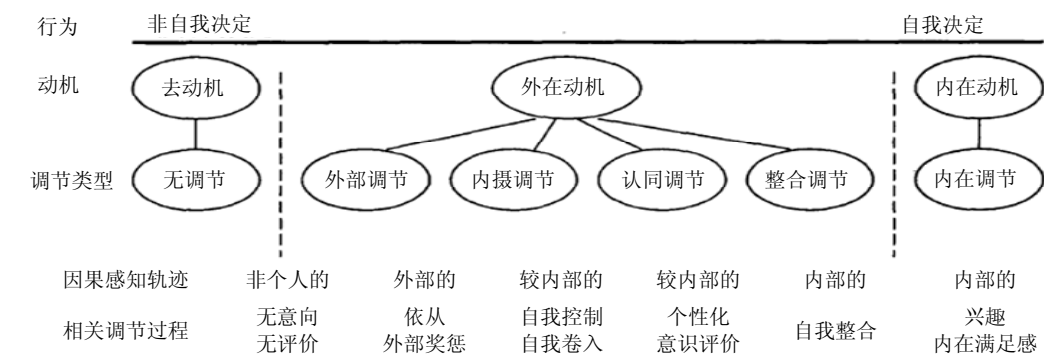 行为 非自我决定 自我决定
动机 去动机 外在动机 内在动机
调节类型 无调节 外部调节 内摄调节 认同调节 整合调节 内在调节
因果感知轨迹 非个人的 外部的 较内部的 较内部的 内部的 内部的
相关调节过程 无意向 依从 自我控制 个性化 自我整合 兴趣
无评价 外部奖惩 自我卷入 意识评价 内在满足感